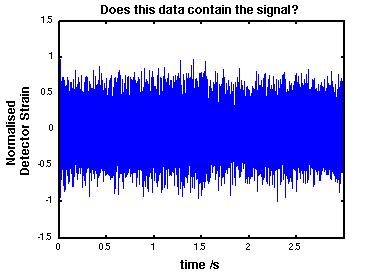 Does this data contain the signal?
1.5
1
0.5
0
-0.5
-1
-1.5
Normalised
Detector Strain
0 0.5 1 1.5 2 2.5
time /s